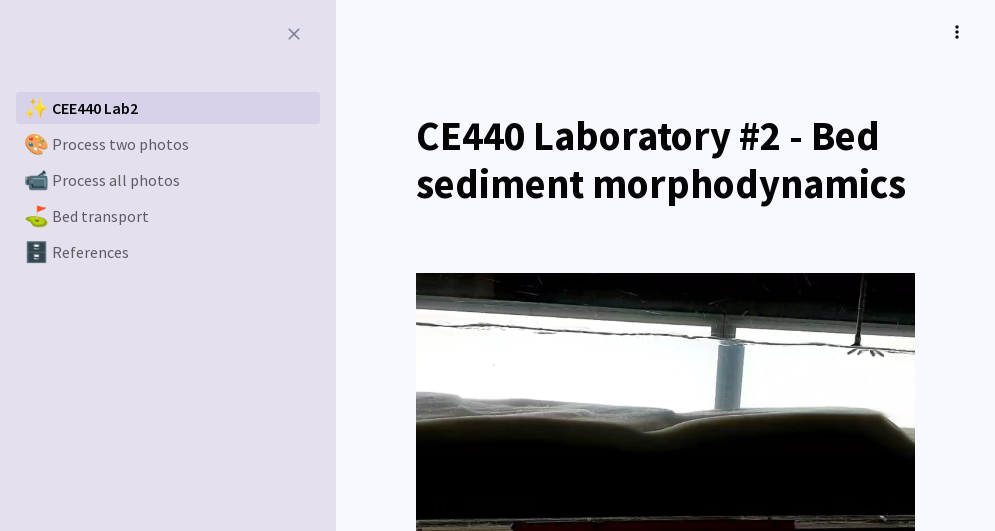 CEE440 Lab2
Process two photos
Process all photos
Bed transport
References
CE440 Laboratory #2 - Bed
sediment morphodynamics